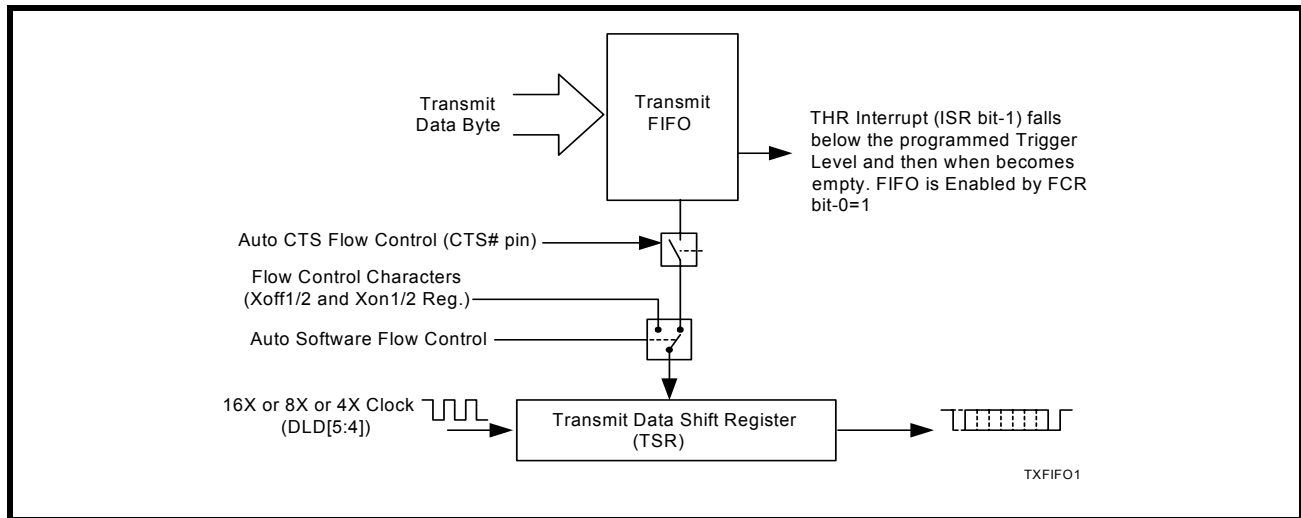 Transmit
Data Byte
Transmit
FIFO
THR Interrupt (ISR bit-1) falls
below the programmed Trigger
Level and then when becomes
empty. FIFO is Enabled by FCR
bit-0=1
Auto CTS Flow Control (CTS# pin)
Flow Control Characters
(Xoff1/2 and Xon1/2 Reg.)
Auto Software Flow Control
16X or 8X or 4X Clock
(DLD[5:4])
Transmit Data Shift Register
(TSR)
TXFIFO1